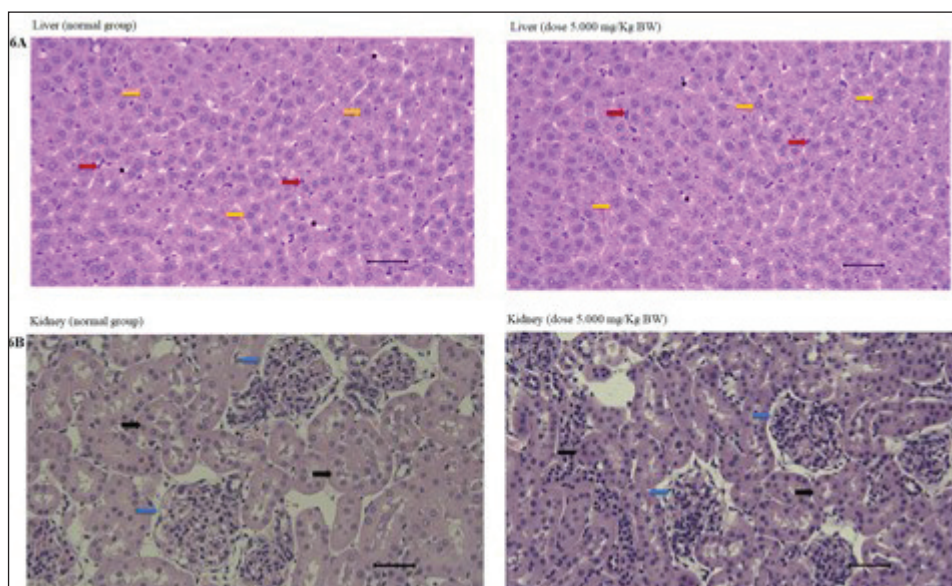 Liver (normal group)
Liver (dose 5.000 mg/Kg BW)
6A
Kidney (normal group)
Kidney (dose 5.000 mg/Kg BW)
6B